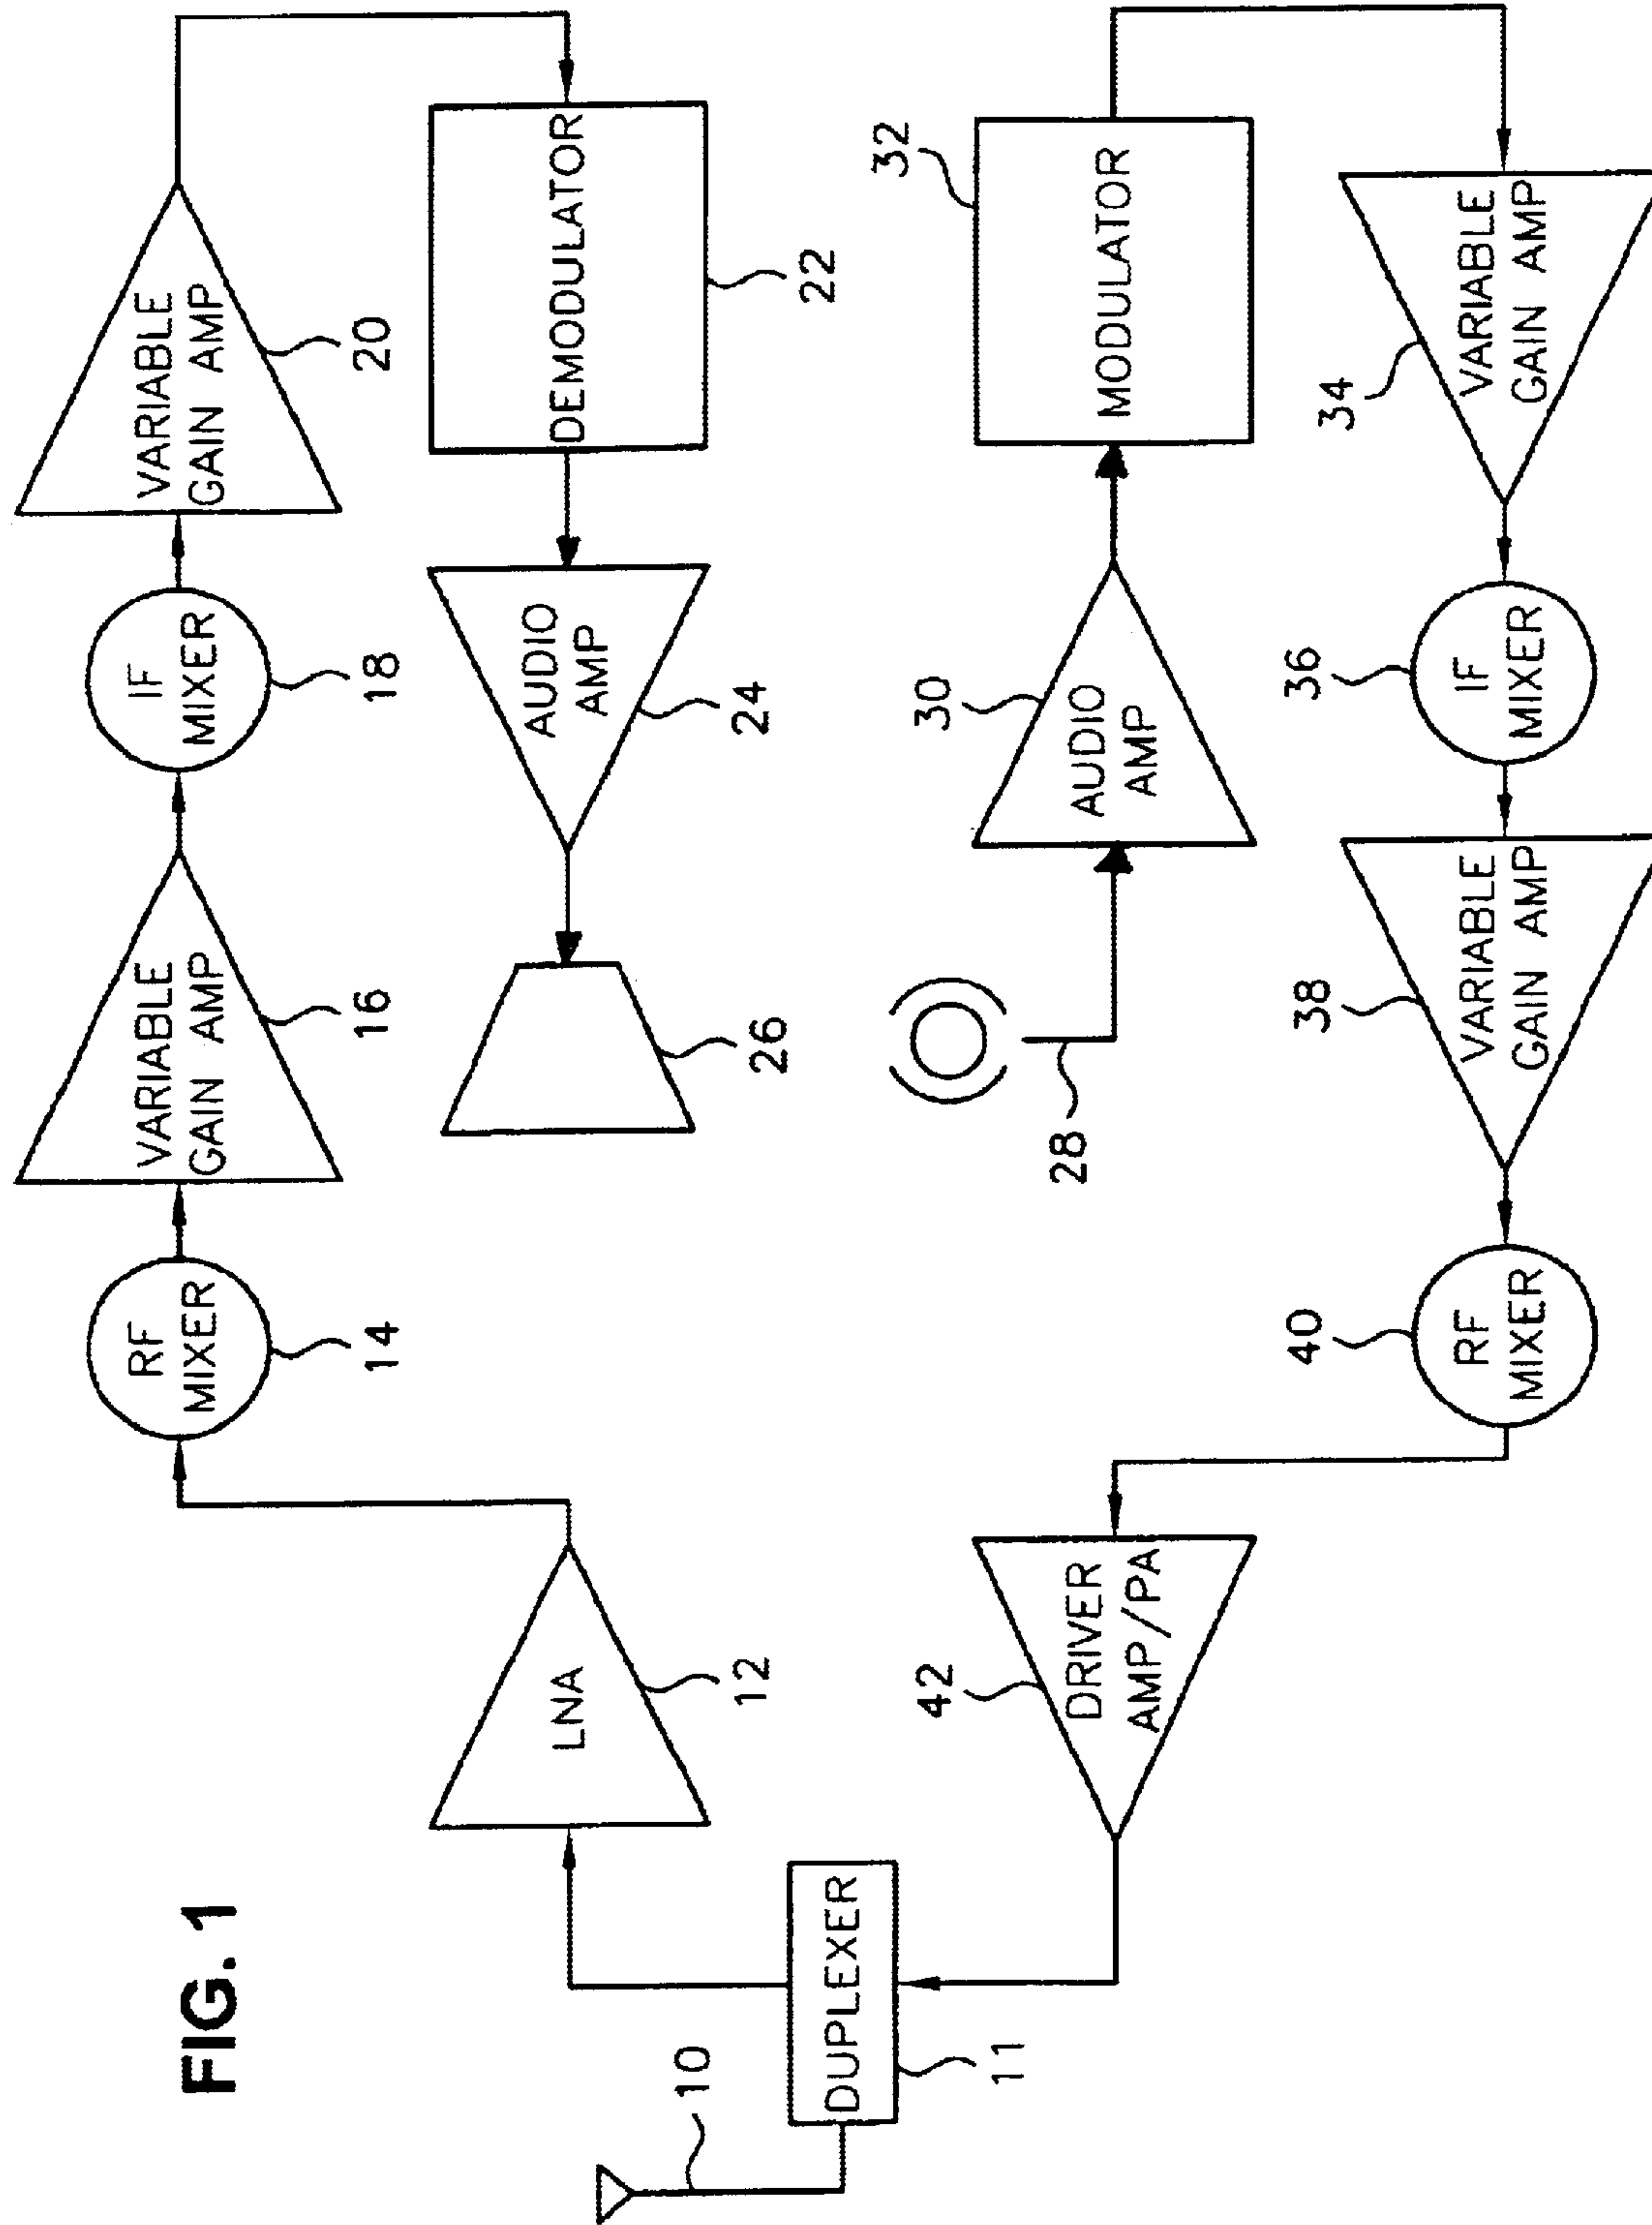 FIG. 1
10
DUPLEXER
11
LNA
12
RF
MIXER
14
VARIABLE
GAIN AMP
16
IF
MIXER
18
VARIABLE
GAIN AMP
20
DEMODULATOR
22
AUDIO
AMP
24
26
28
AUDIO
AMP
30
MODULATOR
32
VARIABLE
GAIN AMP
34
IF
MIXER
36
VARIABLE
GAIN AMP
38
RF
MIXER
40
DRIVER
AMP/PA
42